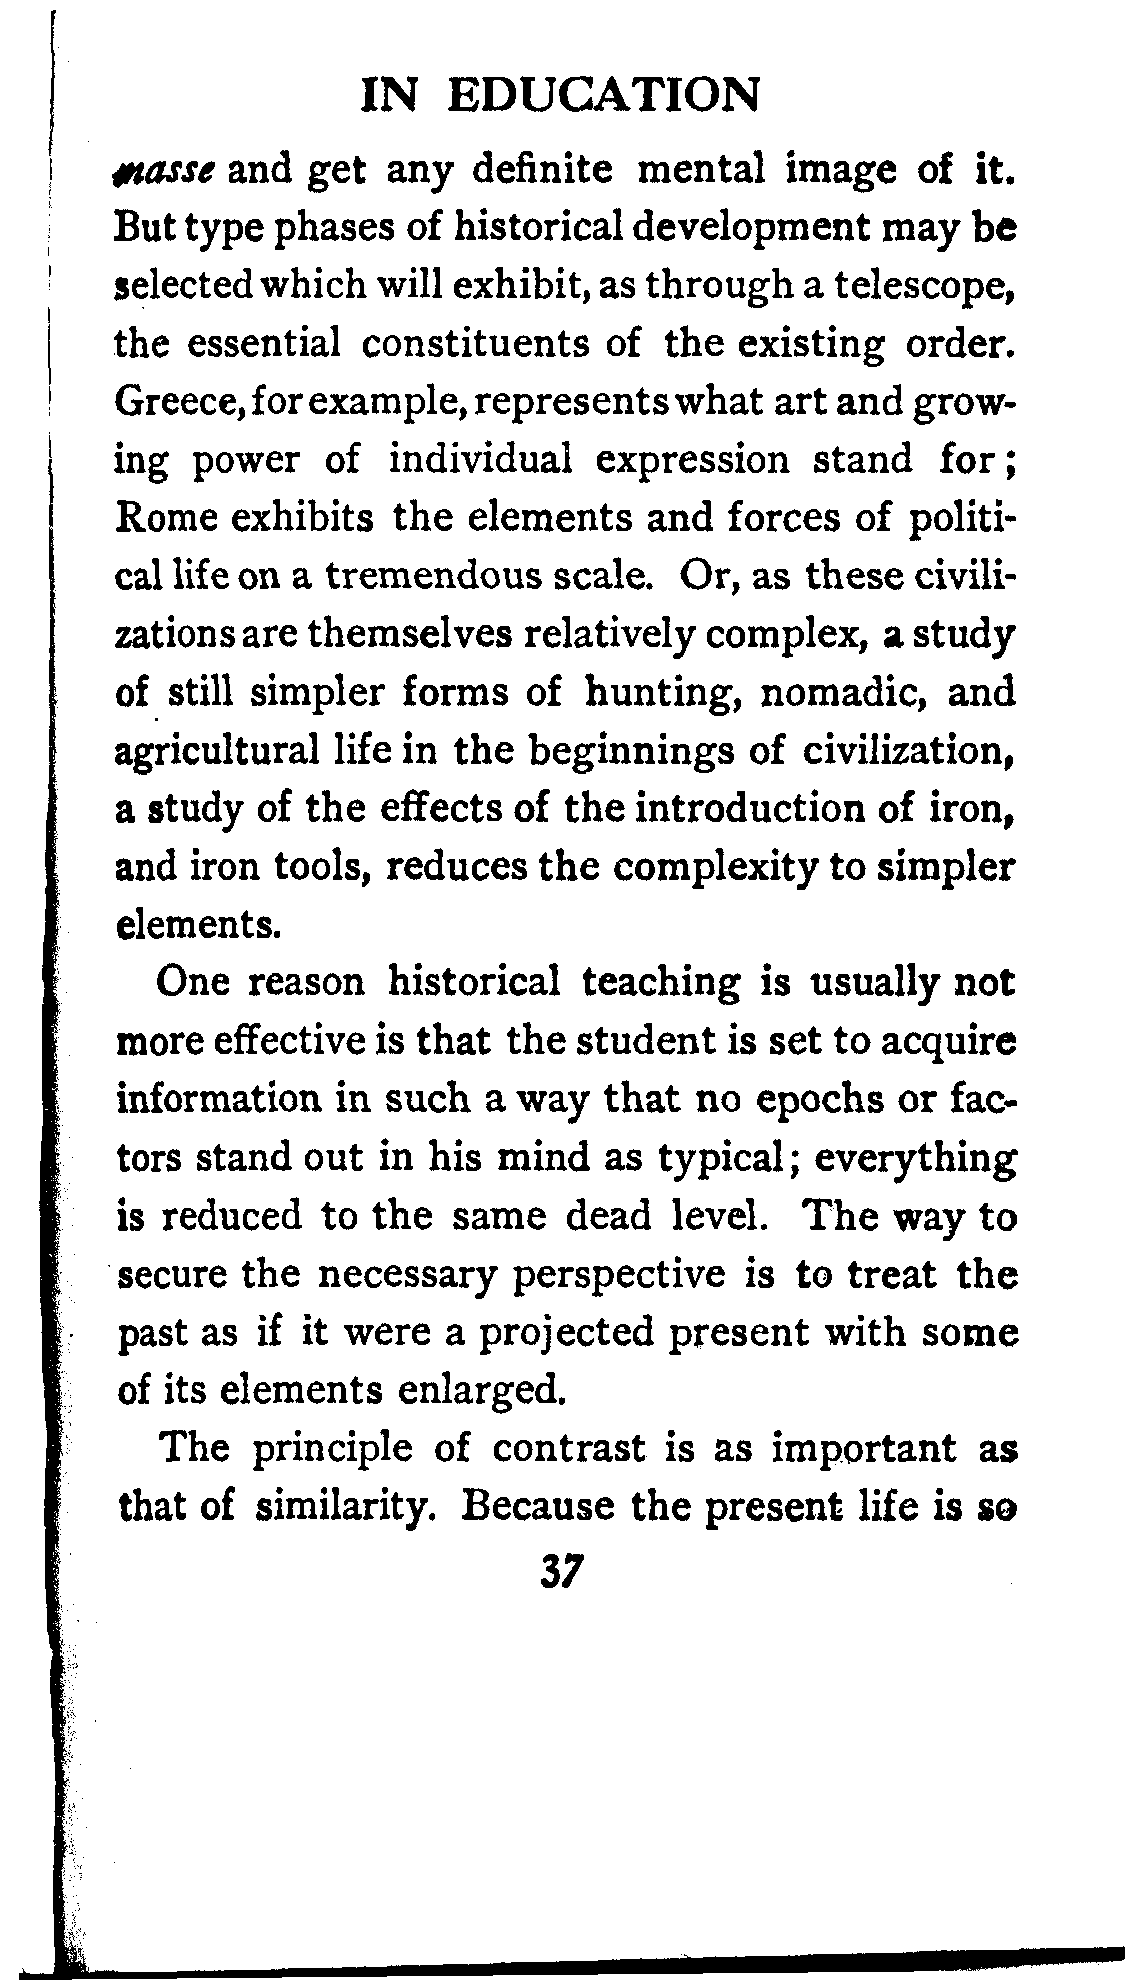 IN EDUCATION
masse and get any definite mental image of it.
But type phases of historical development may be
selected which will exhibit, as through a telescope,
the essential constituents of the existing order.
Greece, for example, represents what art and grow-
ing power of individual expression stand for;
Rome exhibits the elements and forces of politi-
cal life on a tremendous scale. Or, as these civili-
zations are themselves relatively complex, a study
of still simpler forms of hunting, nomadic, and
agricultural life in the beginnings of civilization,
a study of the effects of the introduction of iron,
and iron tools, reduces the complexity to simpler
elements.
One reason historical teaching is usually not
more effective is that the student is set to acquire
information in such a way that no epochs or fac-
tors stand out in his mind as typical; everything
is reduced to the same dead level. The way to
secure the necessary perspective is to treat the
past as if it were a projected present with some
of its elements enlarged.
The principle of contrast is as important as
that of similarity. Because the present life is so
37